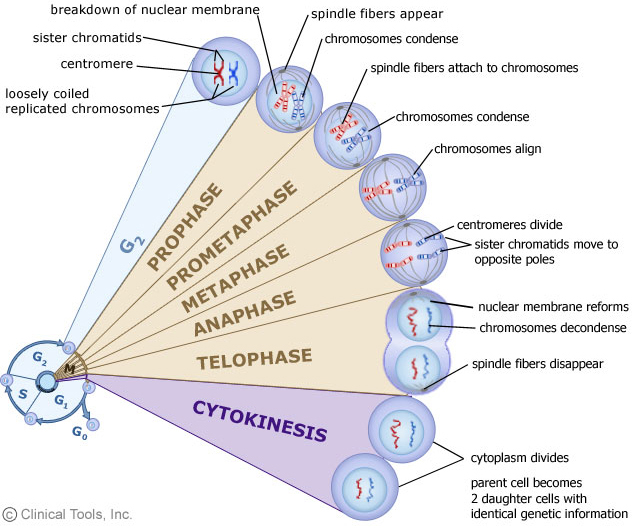 breakdown of nuclear membrane
spindle fibers appear
sister chromatids
chromosomes condense
centromere
spindle fibers attach to chromosomes
loosely coiled
replicated chromosomes
chromosomes condense
chromosomes align
G2
PROPHASE
PROMETAPHASE
METAPHASE
ANAPHASE
TELOPHASE
CYTOKINESIS
centromeres divide
sister chromatids move to
opposite poles
nuclear membrane reforms
chromosomes decondense
spindle fibers disappear
G2
M
S
G1
G0
cytoplasm divides
parent cell becomes
2 daughter cells with
identical genetic information
© Clinical Tools, Inc.